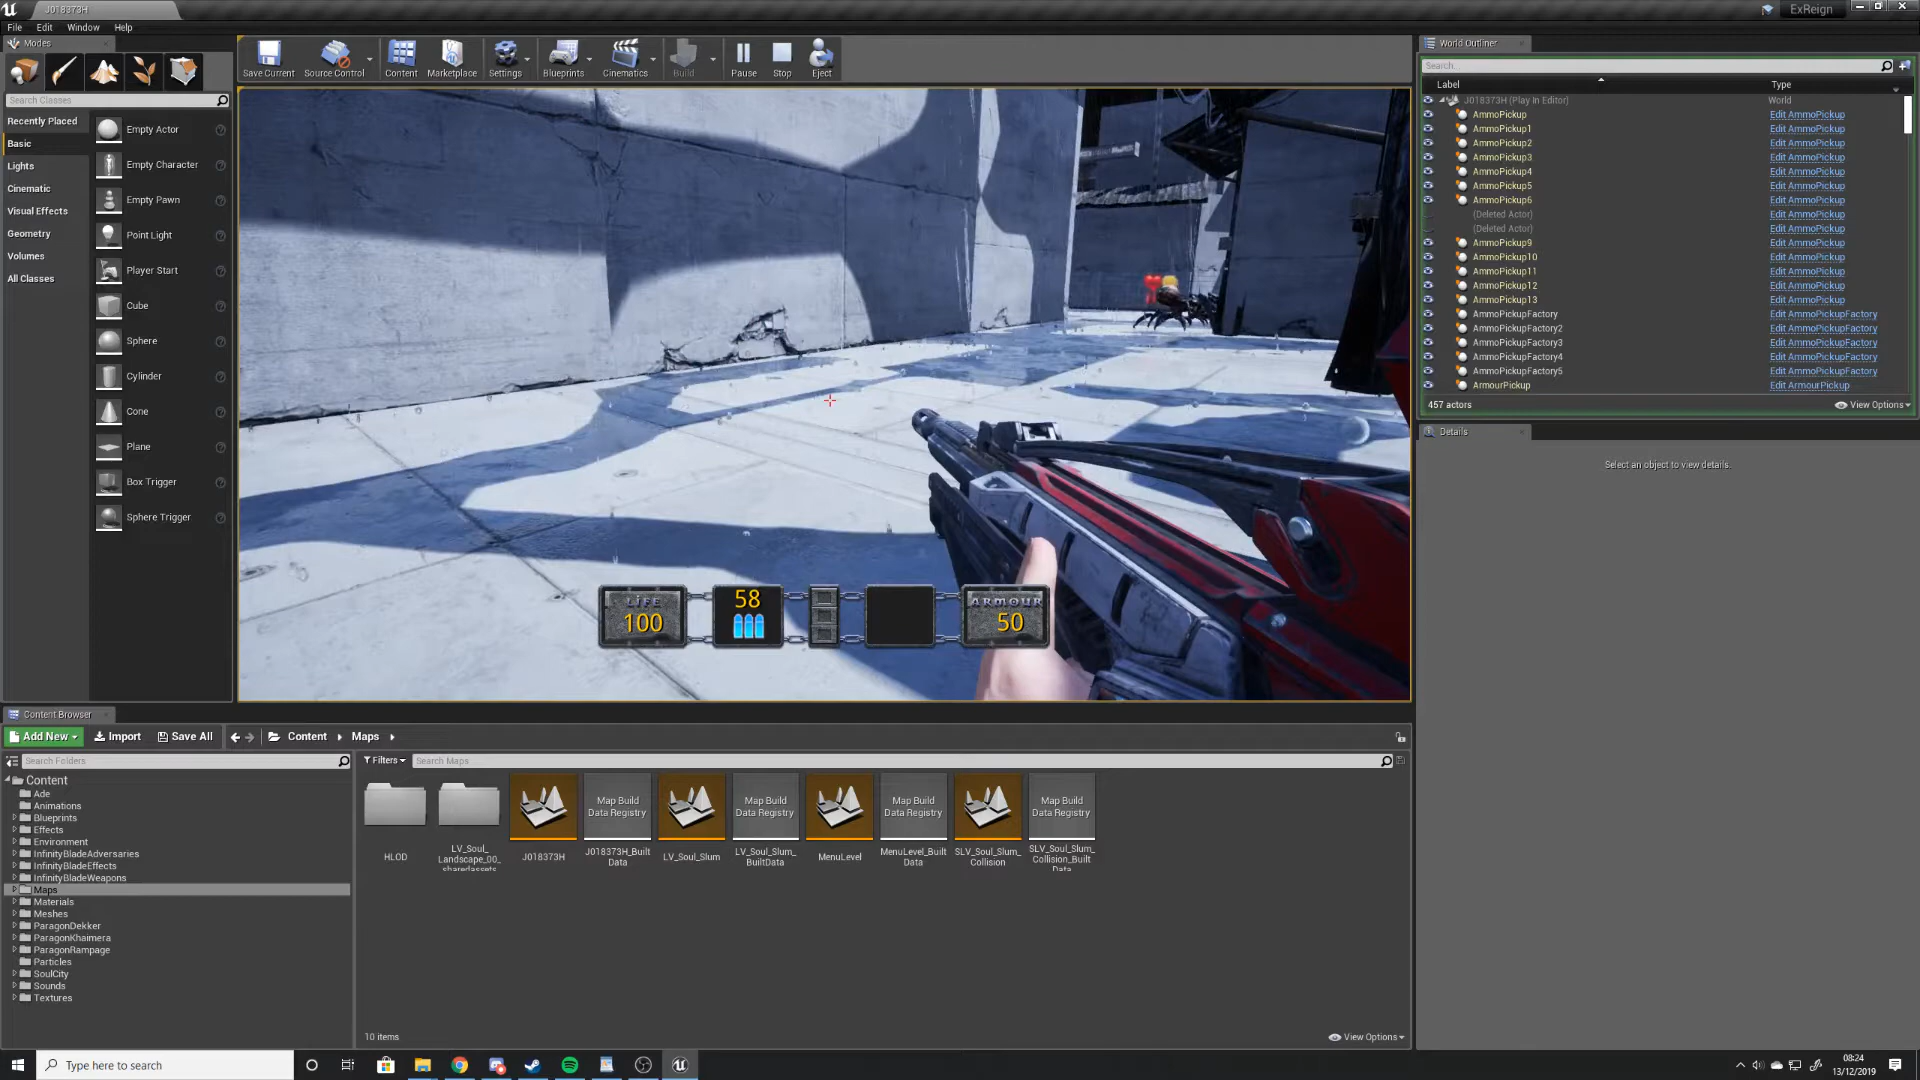 J018373H
ExReign
File Edit Window Help
Modes
Search Classes
Recently Placed
Basic
Lights
Cinematic
Visual Effects
Geometry
Volumes
All Classes
Empty Actor
Empty Character
Empty Pawn
Point Light
Player Start
Cube
Sphere
Cylinder
Cone
Plane
Box Trigger
Sphere Trigger
Save Current Source Control Content Marketplace Settings Blueprints Cinematics Build Pause Stop Eject
LIFE
100
58
ARMOUR
50
World Outliner
Search...
Label Type
J018373H (Play In Editor) World
AmmoPickup Edit AmmoPickup
AmmoPickup1 Edit AmmoPickup
AmmoPickup2 Edit AmmoPickup
AmmoPickup3 Edit AmmoPickup
AmmoPickup4 Edit AmmoPickup
AmmoPickup5 Edit AmmoPickup
AmmoPickup6 Edit AmmoPickup
(Deleted Actor) Edit AmmoPickup
(Deleted Actor) Edit AmmoPickup
AmmoPickup9 Edit AmmoPickup
AmmoPickup10 Edit AmmoPickup
AmmoPickup11 Edit AmmoPickup
AmmoPickup12 Edit AmmoPickup
AmmoPickup13 Edit AmmoPickup
AmmoPickupFactory Edit AmmoPickupFactory
AmmoPickupFactory2 Edit AmmoPickupFactory
AmmoPickupFactory3 Edit AmmoPickupFactory
AmmoPickupFactory4 Edit AmmoPickupFactory
AmmoPickupFactory5 Edit AmmoPickupFactory
ArmourPickup Edit ArmourPickup
457 actors View Options
Details
Select an object to view details.
Content Browser
Add New Import Save All Content Maps
Search Folders
Filters Search Maps
Content
Ade
Animations
Blueprints
Effects
Environment
InfinityBladeAdversaries
InfinityBladeEffects
InfinityBladeWeapons
Maps
Materials
Meshes
ParagonDekker
ParagonKhaimera
ParagonRampage
Particles
SoulCity
Sounds
Textures
HLOD
LV_Soul_
Landscape_00_
sharedassets
J018373H
Map Build
Data Registry
J018373H_Built
Data
LV_Soul_Slum
Map Build
Data Registry
LV_Soul_Slum_
BuiltData
MenuLevel
Map Build
Data Registry
MenuLevel_Built
Data
SLV_Soul_Slum_
Collision
Map Build
Data Registry
SLV_Soul_Slum_
Collision_Built
Data
10 items View Options
Type here to search
08:24
13/12/2019